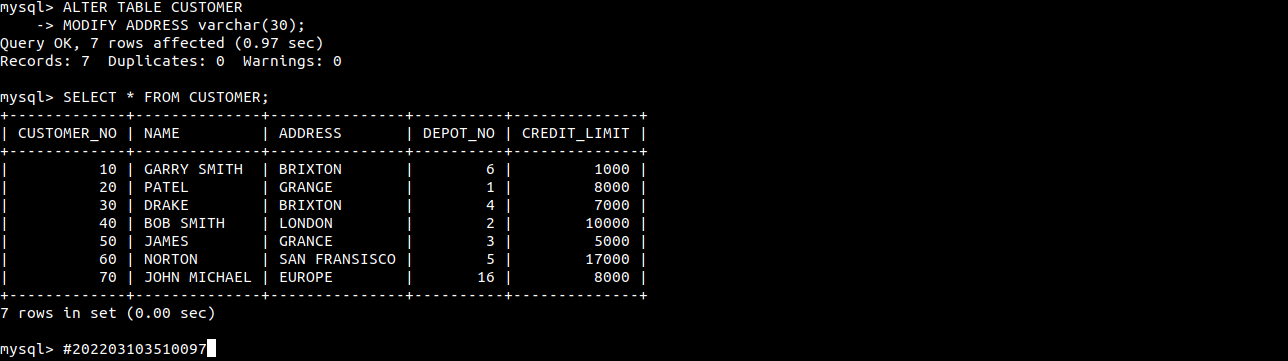 mysql> ALTER TABLE CUSTOMER
    -> MODIFY ADDRESS varchar(30);
Query OK, 7 rows affected (0.97 sec)
Records: 7  Duplicates: 0  Warnings: 0

mysql> SELECT * FROM CUSTOMER;
+-------------+--------------+---------------+----------+--------------+
| CUSTOMER_NO | NAME         | ADDRESS       | DEPOT_NO | CREDIT_LIMIT |
+-------------+--------------+---------------+----------+--------------+
|          10 | GARRY SMITH  | BRIXTON       |        6 |         1000 |
|          20 | PATEL        | GRANGE        |        1 |         8000 |
|          30 | DRAKE        | BRIXTON       |        4 |         7000 |
|          40 | BOB SMITH    | LONDON        |        2 |        10000 |
|          50 | JAMES        | GRANCE        |        3 |         5000 |
|          60 | NORTON       | SAN FRANSISCO |        5 |        17000 |
|          70 | JOHN MICHAEL | EUROPE        |       16 |         8000 |
+-------------+--------------+---------------+----------+--------------+
7 rows in set (0.00 sec)

mysql> #202203103510097